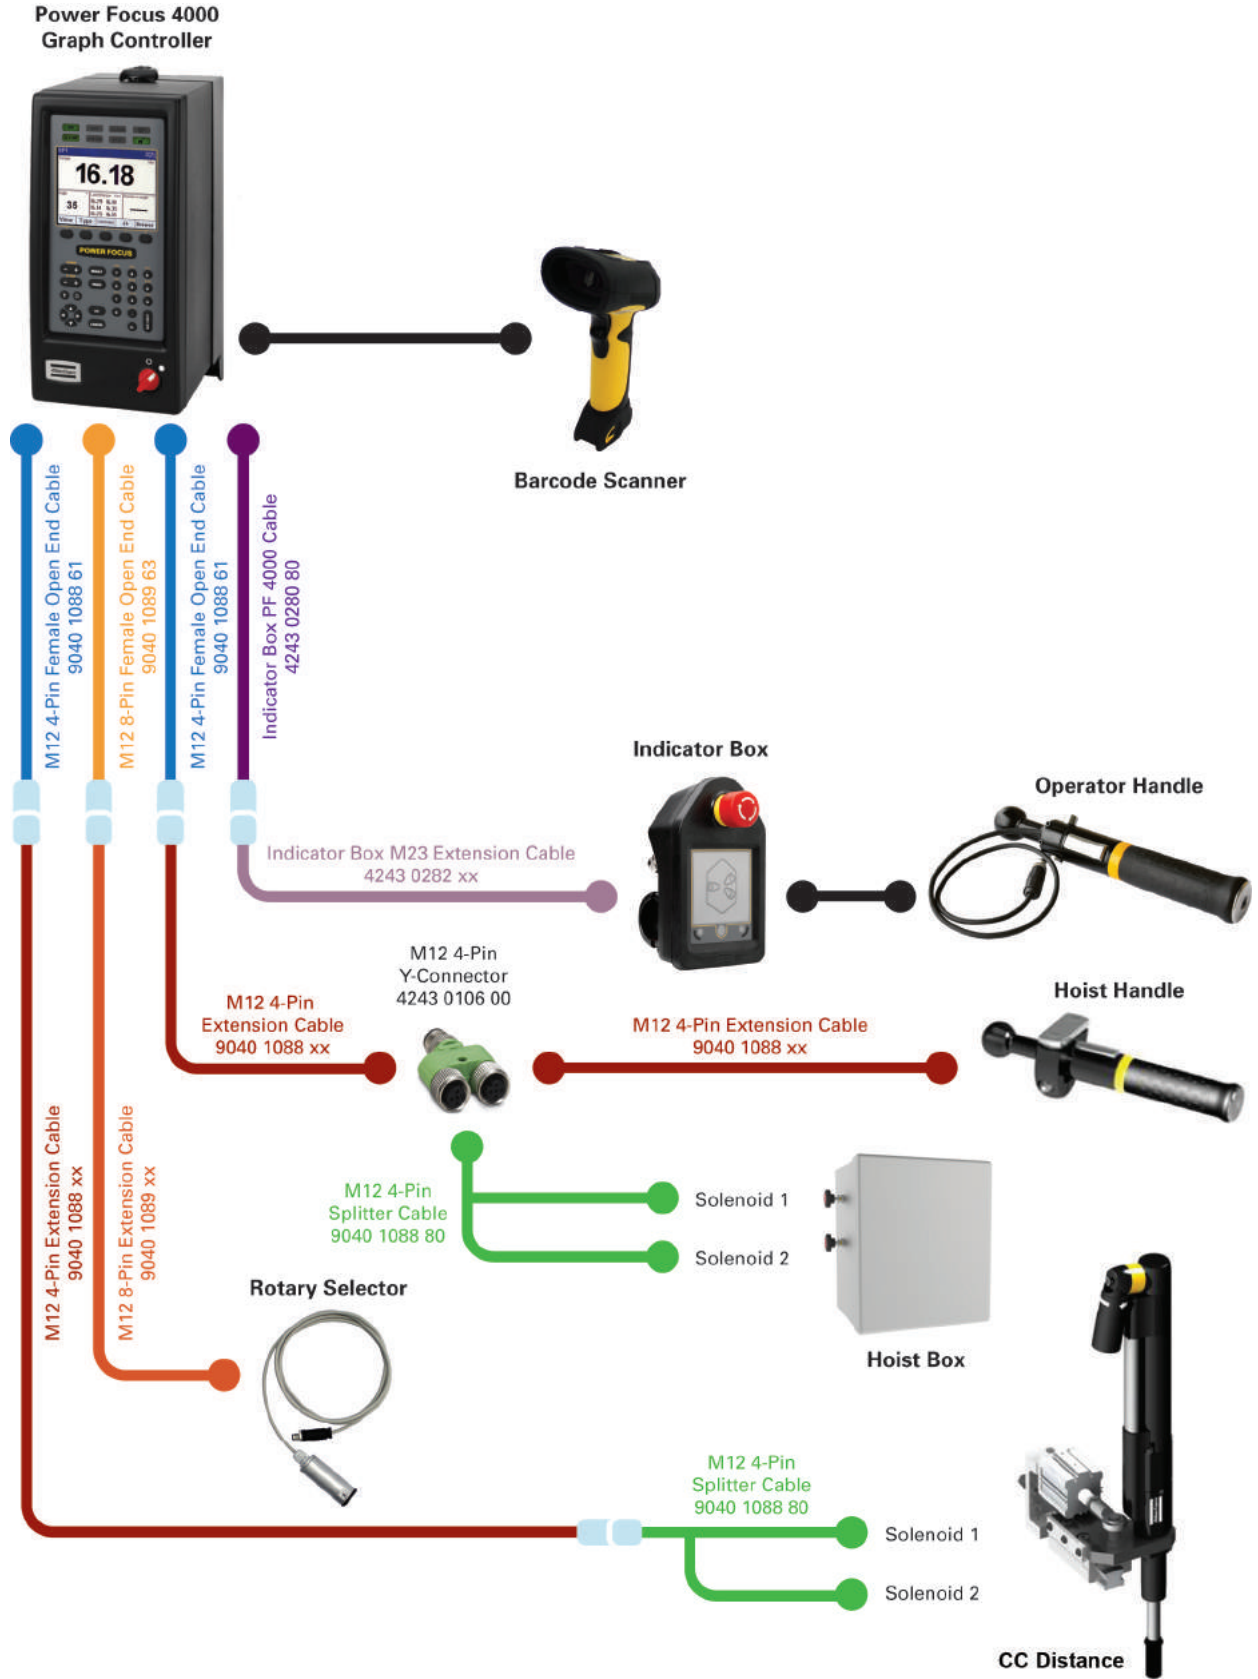 Power Focus 4000
Graph Controller
16.18
35
POWER FOCUS
Barcode Scanner
M12 4-Pin Female Open End Cable
9040 1088 61
M12 8-Pin Female Open End Cable
9040 1089 63
M12 4-Pin Female Open End Cable
9040 1088 61
Indicator Box PF 4000 Cable
4243 0280 80
Indicator Box
Operator Handle
Indicator Box M23 Extension Cable
4243 0282 xx
M12 4-Pin
Y-Connector
4243 0106 00
Hoist Handle
M12 4-Pin
Extension Cable
9040 1088 xx
M12 4-Pin Extension Cable
9040 1088 xx
M12 4-Pin Extension Cable
9040 1088 xx
M12 8-Pin Extension Cable
9040 1089 xx
M12 4-Pin
Splitter Cable
9040 1088 80
Solenoid 1
Solenoid 2
Rotary Selector
Hoist Box
M12 4-Pin
Splitter Cable
9040 1088 80
Solenoid 1
Solenoid 2
CC Distance